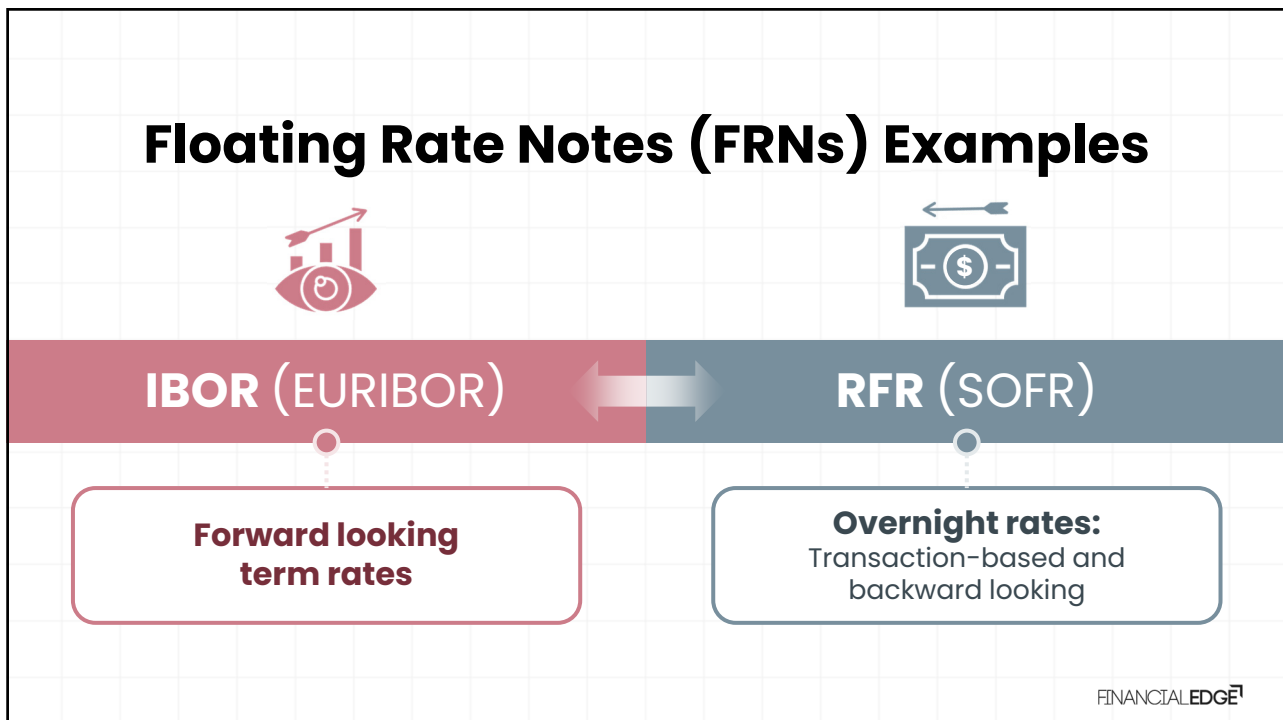 Floating Rate Notes (FRNs) Examples
$
IBOR (EURIBOR)
RFR (SOFR)
Forward looking
term rates
Overnight rates:
Transaction-based and
backward looking
FINANCIALEDGE